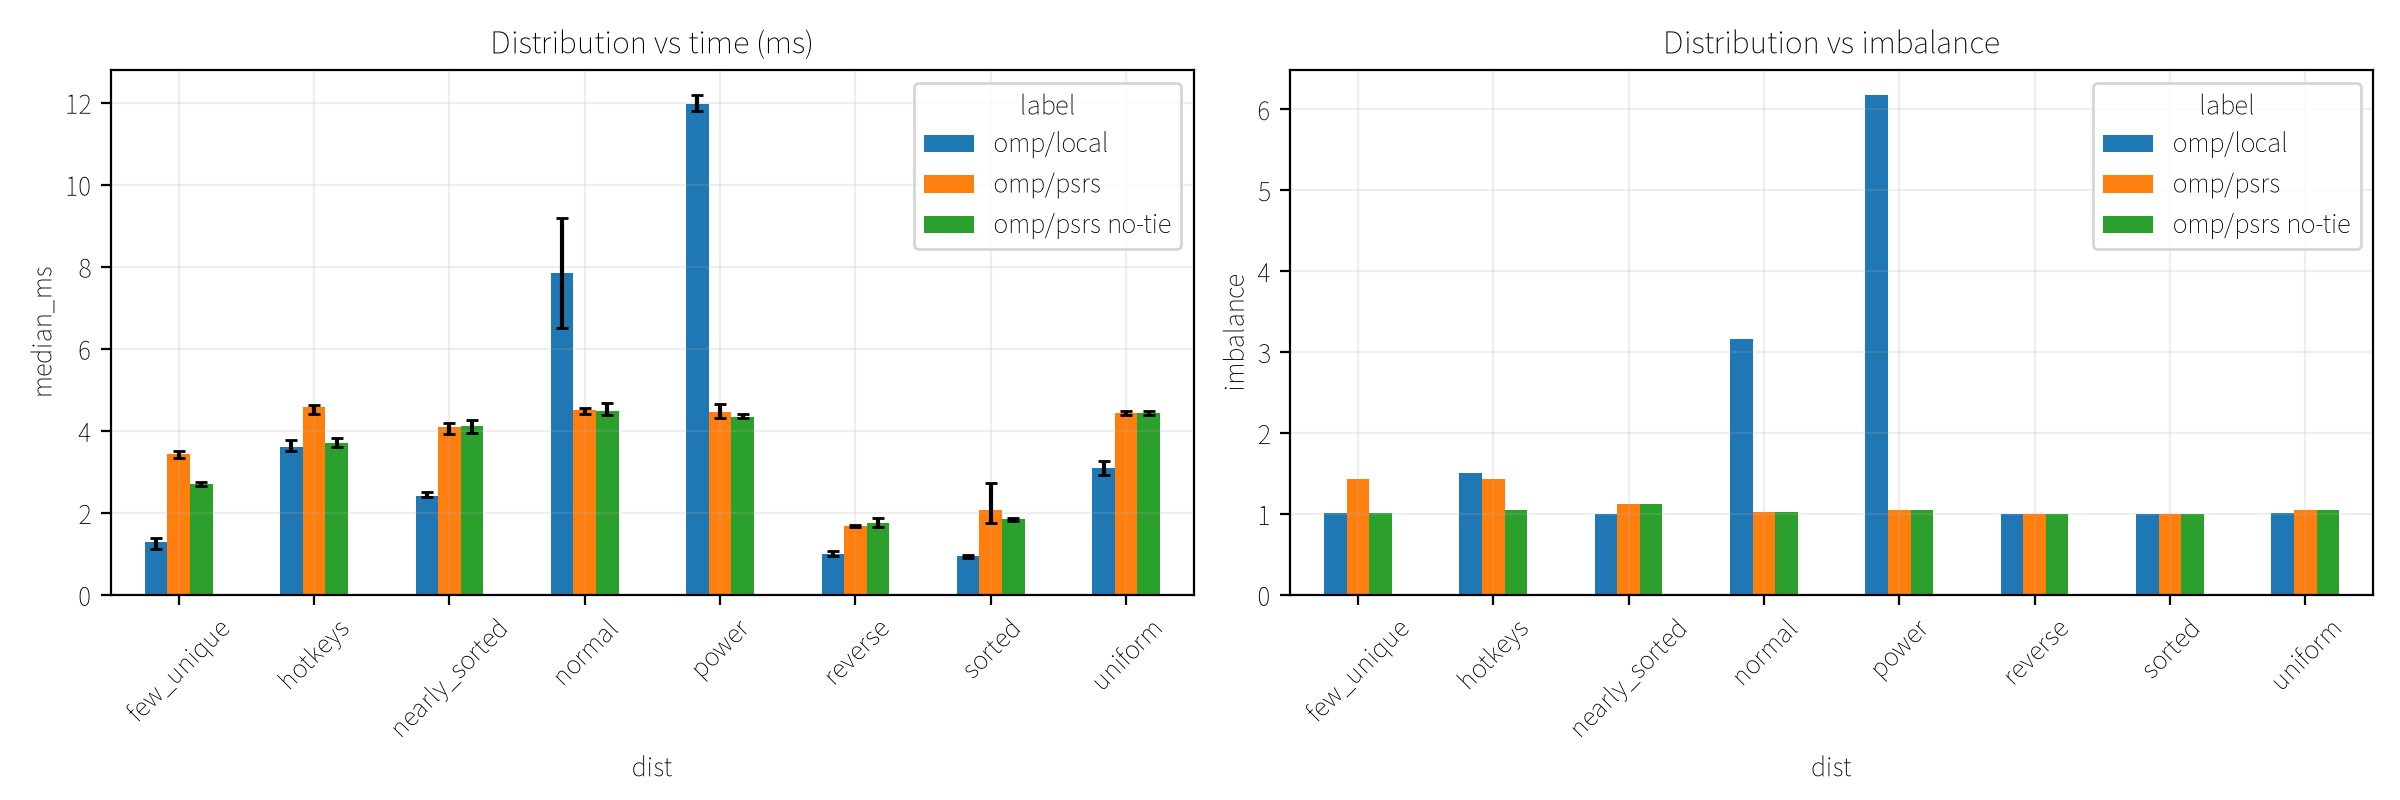 Distribution vs time (ms)
median_ms
12
10
8
6
4
2
0
label
omp/local
omp/psrs
omp/psrs no-tie
few_unique
hotkeys
nearly_sorted
normal
power
reverse
sorted
uniform
dist
Distribution vs imbalance
imbalance
6
5
4
3
2
1
0
label
omp/local
omp/psrs
omp/psrs no-tie
few_unique
hotkeys
nearly_sorted
normal
power
reverse
sorted
uniform
dist